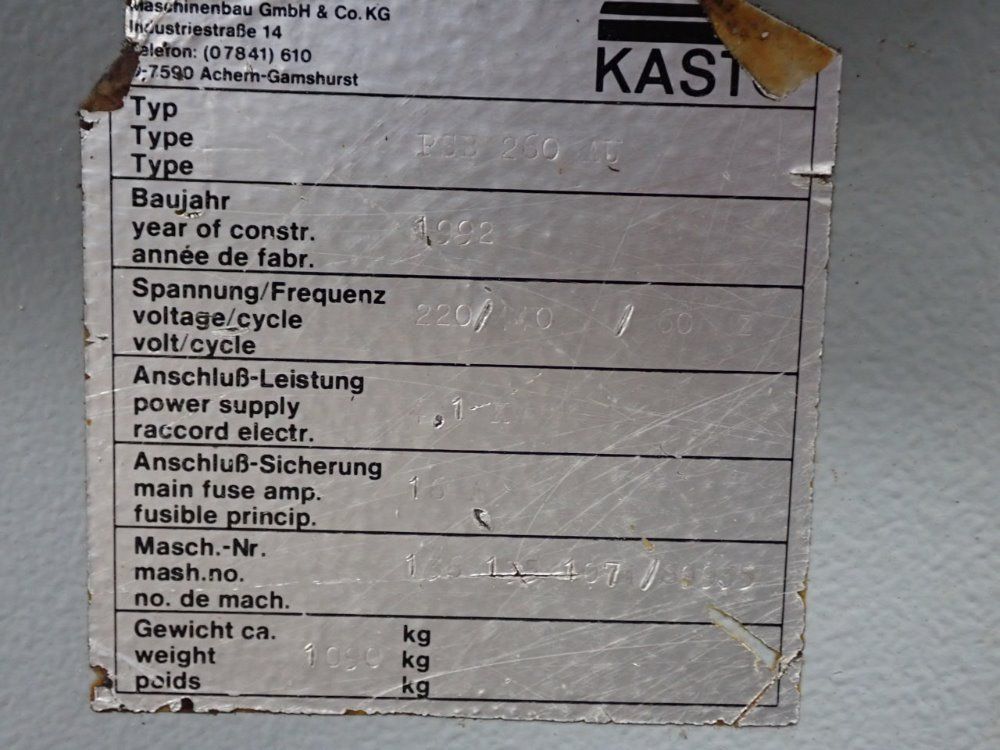 Maschinenbau GmbH & Co. KG
Industriestraße 14
Telefon: (07841) 610
D-7590 Achern-Gamshurst
KASTO
Typ
Type
Type
260
Baujahr
year of constr.
année de fabr.
1992
Spannung/Frequenz
voltage/cycle
volt/cycle
220/ / 60
Anschluß-Leistung
power supply
raccord electr.
Anschluß-Sicherung
main fuse amp.
fusible princip.
16
Masch.-Nr.
mash.no.
no. de mach.
Gewicht ca. kg
weight kg
poids kg